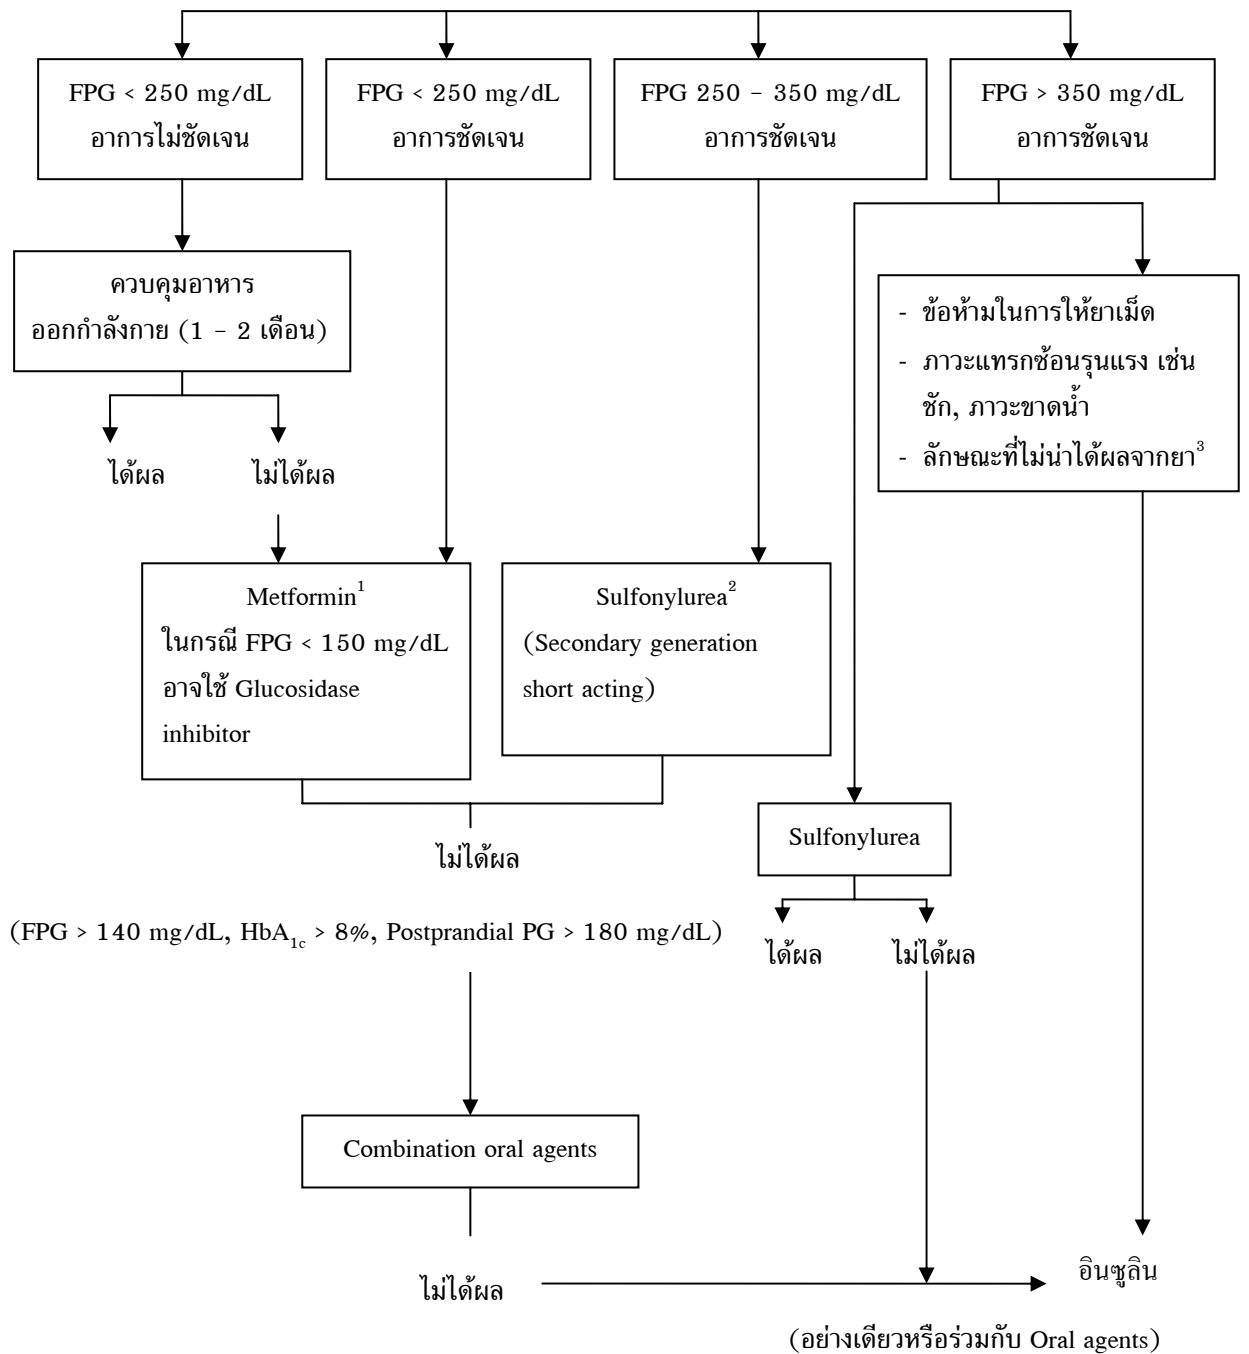 FPG < 250 mg/dL
อาการไม่ชัดเจน
FPG < 250 mg/dL
อาการชัดเจน
FPG 250 – 350 mg/dL
อาการชัดเจน
FPG > 350 mg/dL
อาการชัดเจน
ควบคุมอาหาร
ออกกำลังกาย (1 – 2 เดือน)
- ข้อห้ามในการให้ยาเม็ด
- ภาวะแทรกซ้อนรุนแรง เช่น
ชัก, ภาวะขาดน้ำ
- ลักษณะที่ไม่น่าได้ผลจากยา³
ได้ผล
ไม่ได้ผล
Metformin¹
ในกรณี FPG < 150 mg/dL
อาจใช้ Glucosidase
inhibitor
Sulfonylurea²
(Secondary generation
short acting)
Sulfonylurea
ไม่ได้ผล
(FPG > 140 mg/dL, HbA₁c > 8%, Postprandial PG > 180 mg/dL)
ได้ผล
ไม่ได้ผล
Combination oral agents
ไม่ได้ผล
อินซูลิน
(อย่างเดียวหรือร่วมกับ Oral agents)